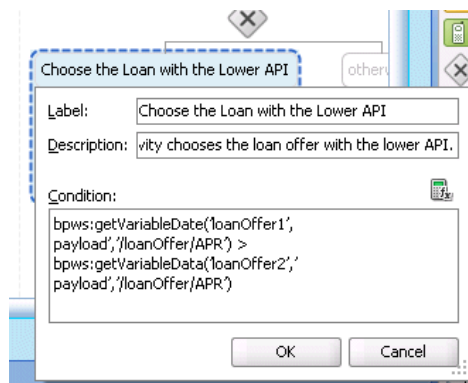 Choose the Loan with the Lower API
otherw
Label:
Choose the Loan with the Lower API
Description:
vity chooses the loan offer with the lower API.
Condition:
bpws:getVariableDate('loanOffer1',
payload','/loanOffer/APR') >
bpws:getVariableData('loanOffer2','
payload','/loanOffer/APR')
OK
Cancel